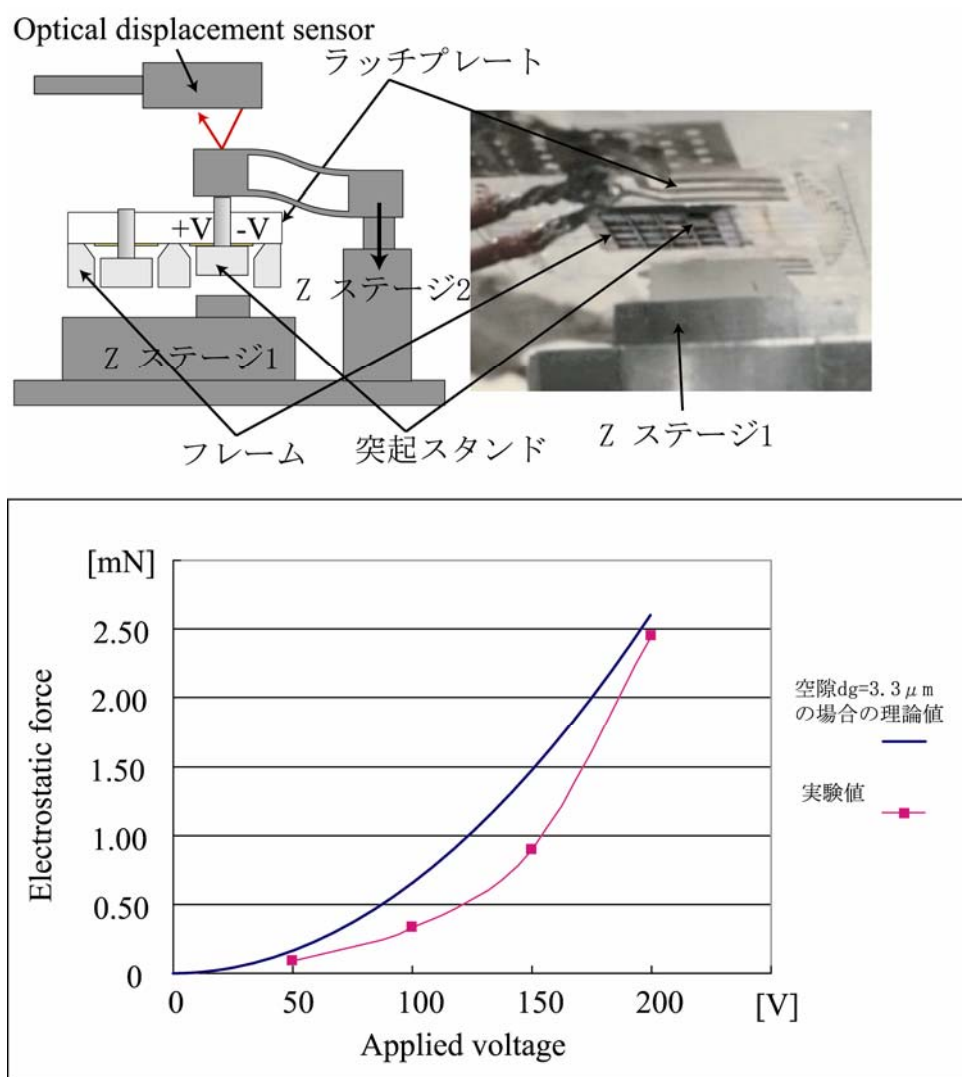 Optical displacement sensor
ラッチプレート
+V -V
Z ステージ2
Z ステージ1
フレーム
突起スタンド
Z ステージ1
[mN]
2.50
2.00
1.50
1.00
0.50
0
Electrostatic force
0 50 100 150 200 [V]
Applied voltage
空隙dg=3.3μm
の場合の理論値
実験値